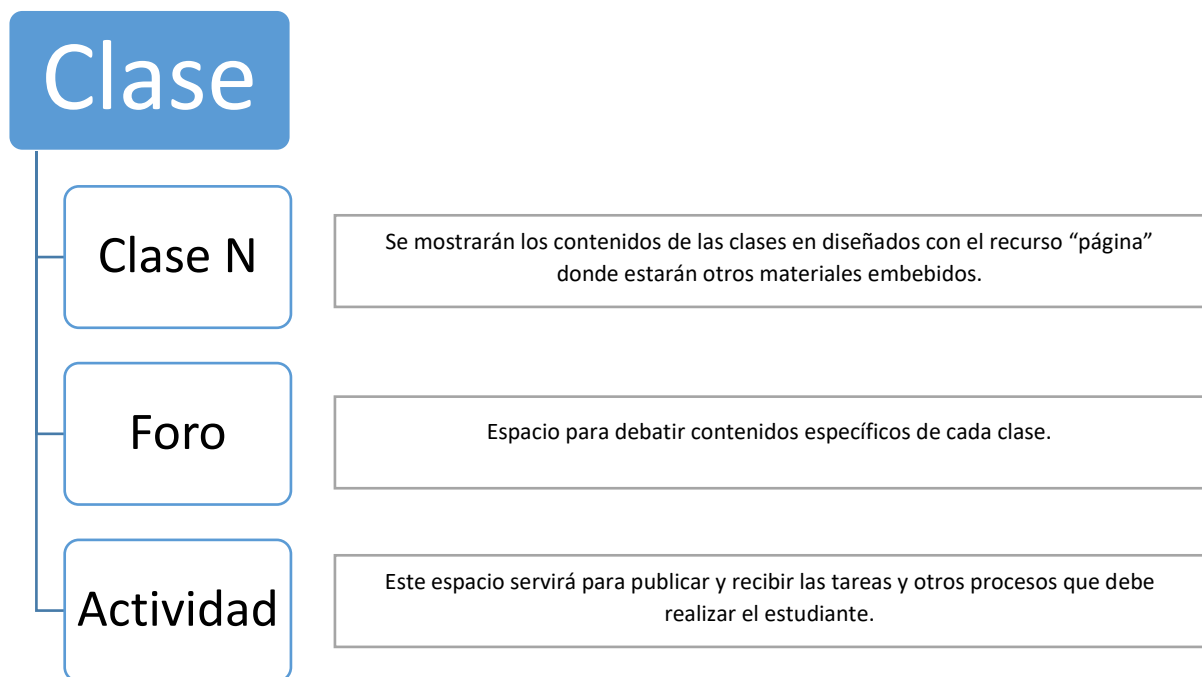 Clase
Clase N
Se mostrarán los contenidos de las clases en diseñados con el recurso “página”
donde estarán otros materiales embebidos.
Foro
Espacio para debatir contenidos específicos de cada clase.
Actividad
Este espacio servirá para publicar y recibir las tareas y otros procesos que debe
realizar el estudiante.